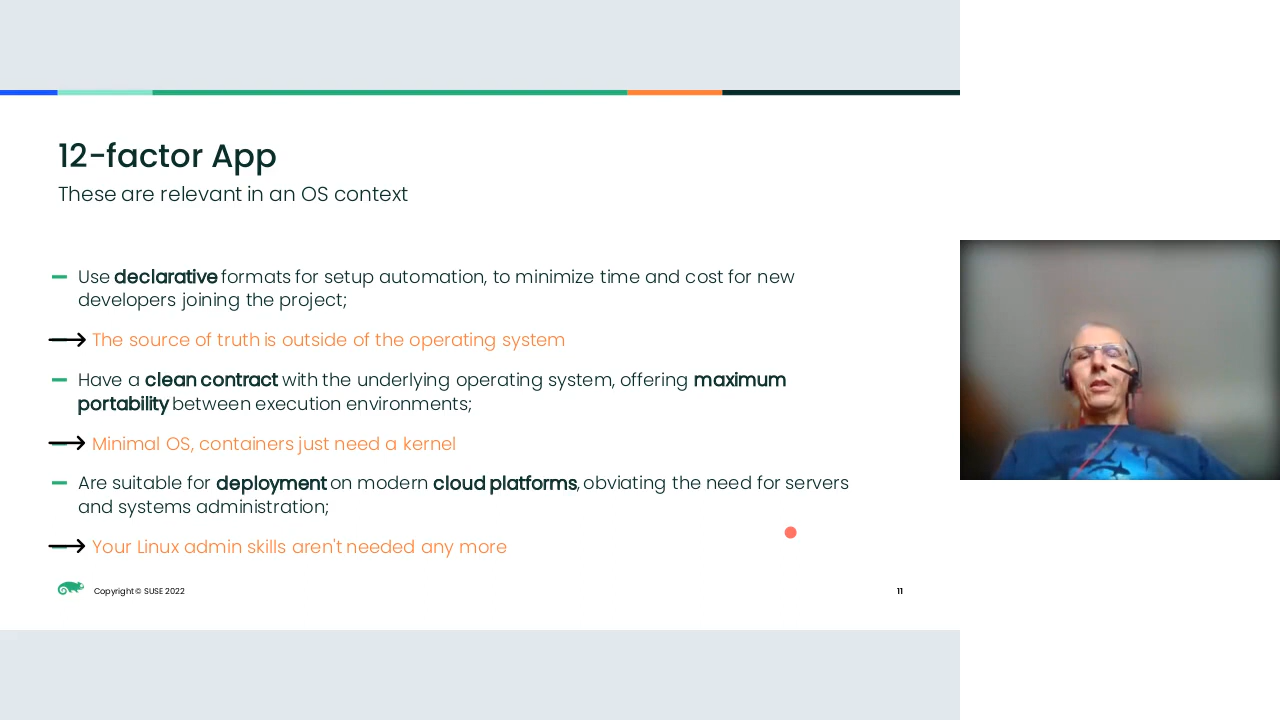 12-factor App
These are relevant in an OS context
Use declarative formats for setup automation, to minimize time and cost for new
developers joining the project;
The source of truth is outside of the operating system
Have a clean contract with the underlying operating system, offering maximum
portability between execution environments;
Minimal OS, containers just need a kernel
Are suitable for deployment on modern cloud platforms, obviating the need for servers
and systems administration;
Your Linux admin skills aren't needed any more
Copyright © SUSE 2022
11